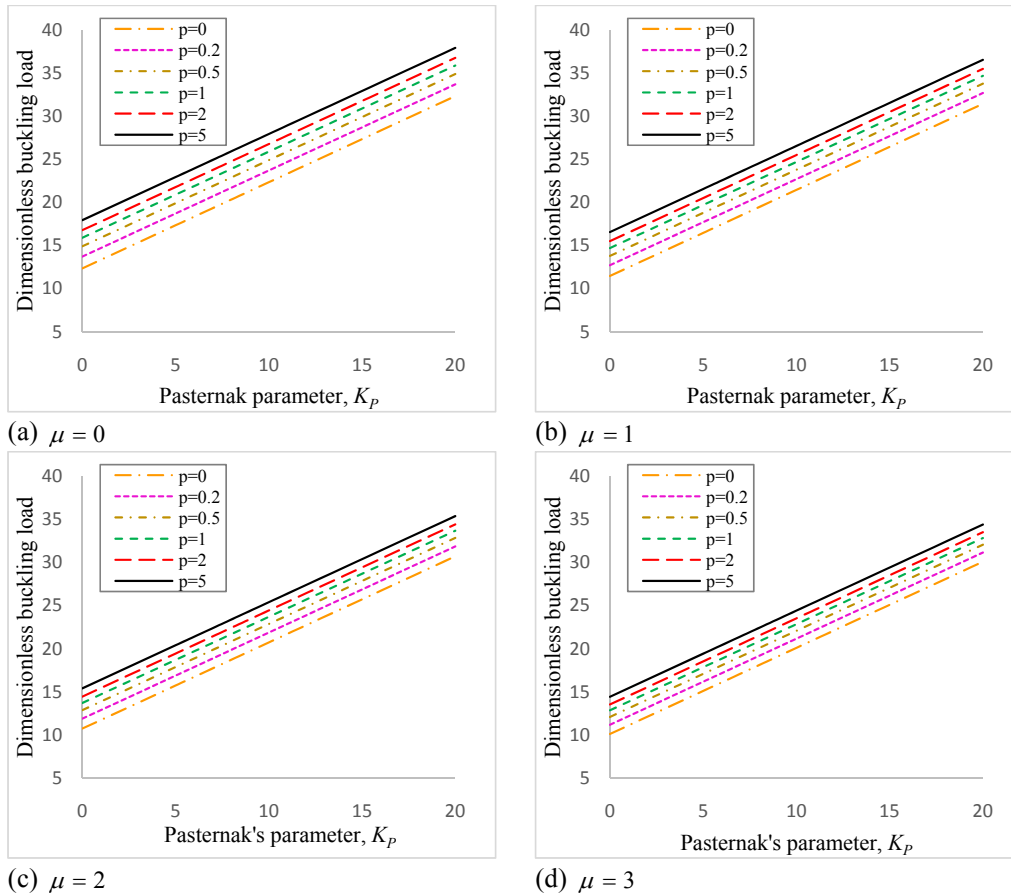 40
35
30
25
20
15
10
5
0 5 10 15 20
Dimensionless buckling load
Pasternak parameter, K_P
p=0
p=0.2
p=0.5
p=1
p=2
p=5
(a) μ = 0
40
35
30
25
20
15
10
5
0 5 10 15 20
Dimensionless buckling load
Pasternak parameter, K_P
p=0
p=0.2
p=0.5
p=1
p=2
p=5
(b) μ = 1
40
35
30
25
20
15
10
5
0 5 10 15 20
Dimensionless buckling load
Pasternak's parameter, K_P
p=0
p=0.2
p=0.5
p=1
p=2
p=5
(c) μ = 2
40
35
30
25
20
15
10
5
0 5 10 15 20
Dimensionless buckling load
Pasternak's parameter, K_P
p=0
p=0.2
p=0.5
p=1
p=2
p=5
(d) μ = 3